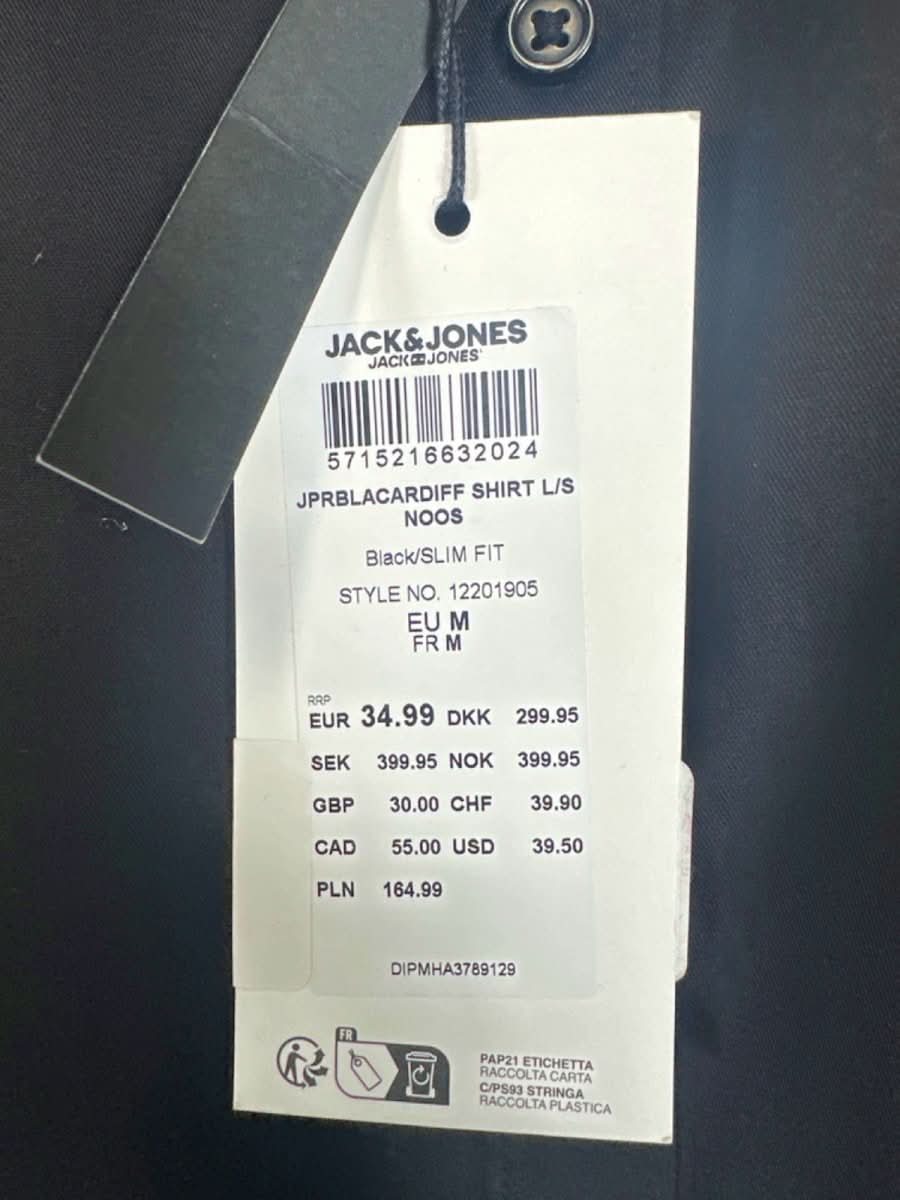 JACK&JONES
JACK JONES
5715216632024
JPRBLACARDIFF SHIRT L/S
NOOS
Black/SLIM FIT
STYLE NO. 12201905
EU M
FR M
RRP
EUR 34.99 DKK 299.95
SEK 399.95 NOK 399.95
GBP 30.00 CHF 39.90
CAD 55.00 USD 39.50
PLN 164.99
DIPMHA3789129
FR
PAP21 ETICHETTA
RACCOLTA CARTA
C/PS93 STRINGA
RACCOLTA PLASTICA